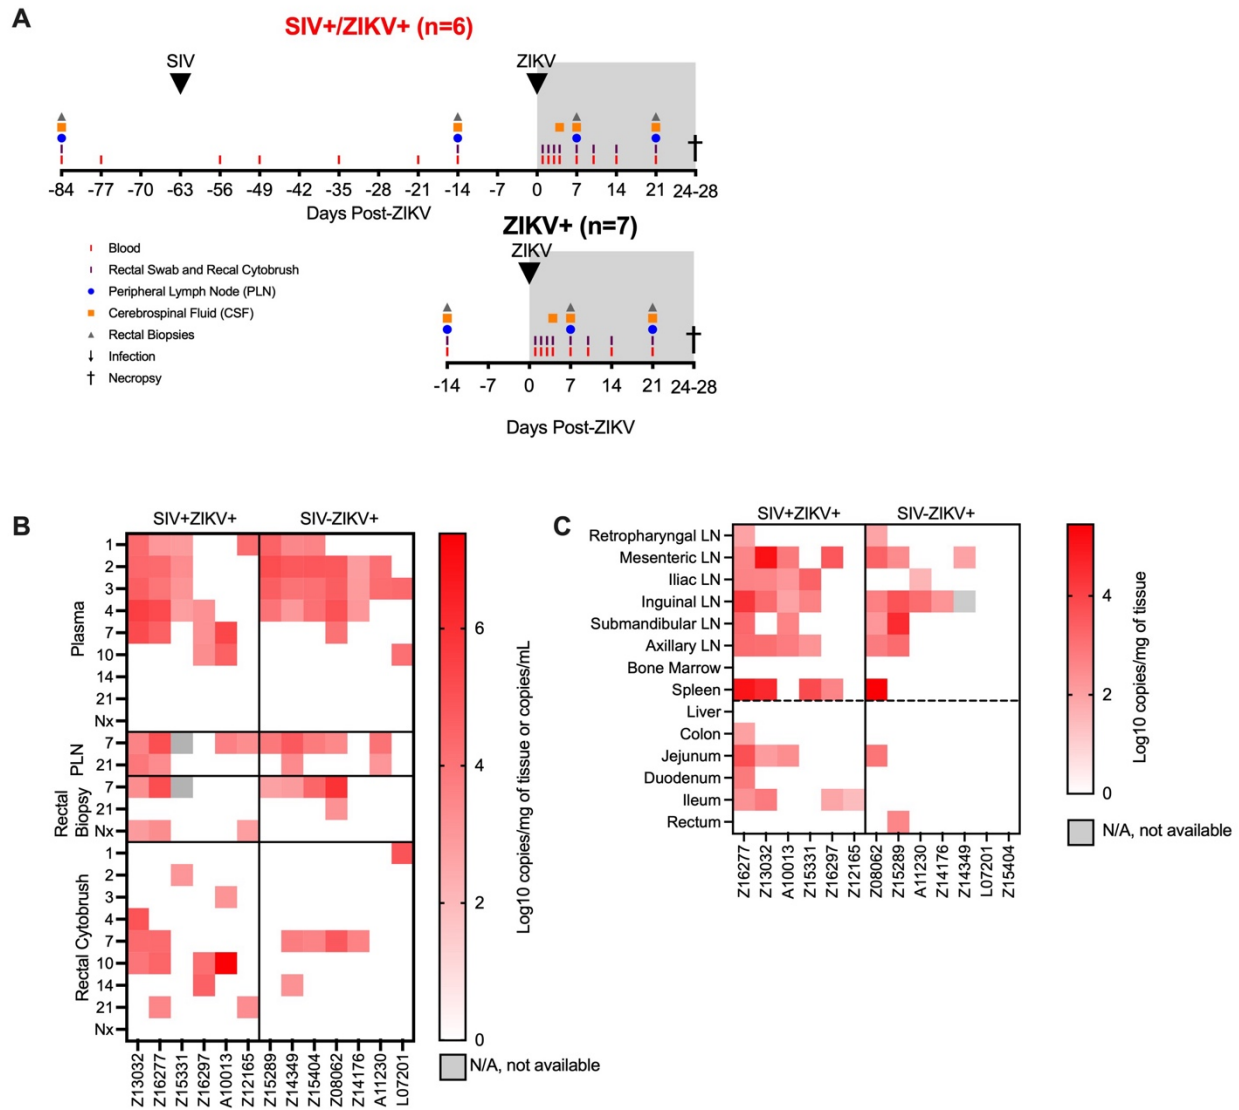 A
SIV+/ZIKV+ (n=6)
SIV
ZIKV
-84 -77 -70 -63 -56 -49 -42 -35 -28 -21 -14 -7 0 7 14 21 24-28
Days Post-ZIKV
ZIKV+ (n=7)
ZIKV
Blood
Rectal Swab and Recal Cytobrush
Peripheral Lymph Node (PLN)
Cerebrospinal Fluid (CSF)
Rectal Biopsies
Infection
Necropsy
-14 -7 0 7 14 21 24-28
Days Post-ZIKV
B
SIV+ZIKV+
SIV-ZIKV+
Plasma
1
2
3
4
7
10
14
21
Nx
PLN
7
21
Rectal
Biopsy
7
21
Nx
Rectal Cytobrush
1
2
3
4
7
10
14
21
Nx
Z13032
Z16277
Z15331
Z16297
A10013
Z12165
Z15289
Z14349
Z15404
Z08062
Z14176
A11230
L07201
6
4
2
0
Log10 copies/mg of tissue or copies/mL
N/A, not available
C
SIV+ZIKV+
SIV-ZIKV+
Retropharyngal LN
Mesenteric LN
Iliac LN
Inguinal LN
Submandibular LN
Axillary LN
Bone Marrow
Spleen
Liver
Colon
Jejunum
Duodenum
Ileum
Rectum
Z16277
Z13032
A10013
Z15331
Z16297
Z12165
Z08062
Z15289
A11230
Z14176
Z14349
L07201
Z15404
4
2
0
Log10 copies/mg of tissue
N/A, not available